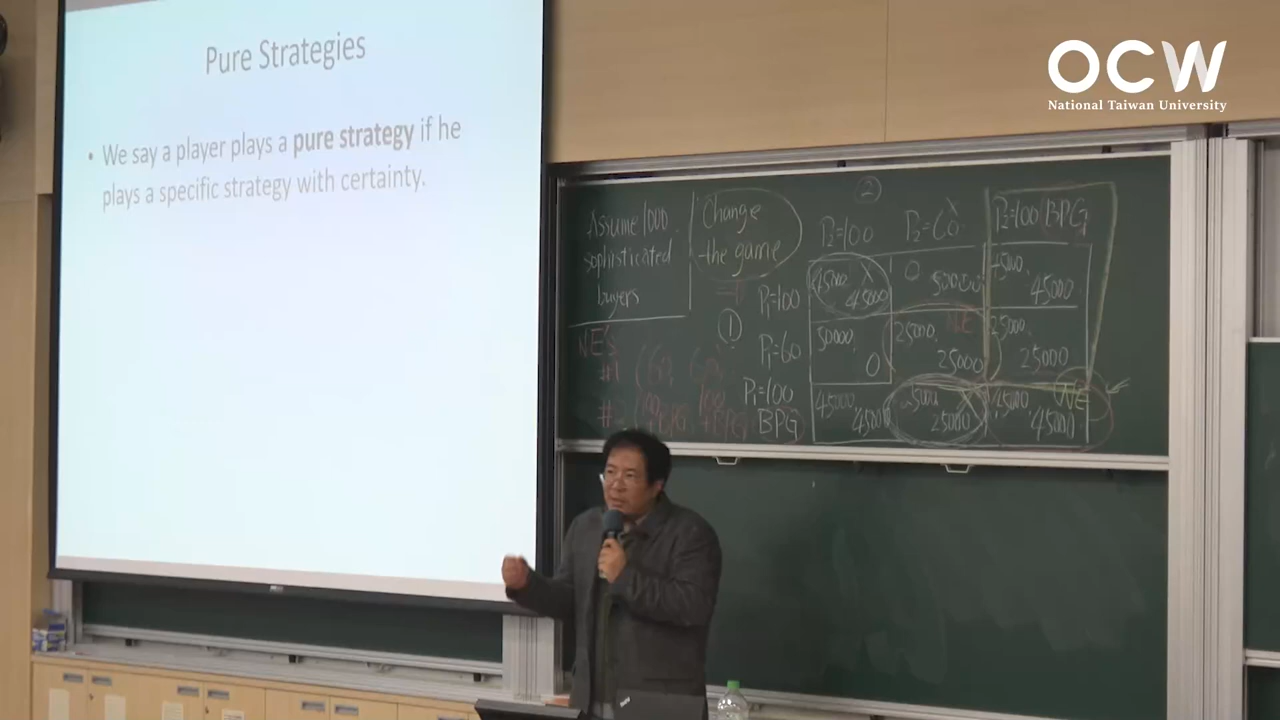 Pure Strategies
• We say a player plays a pure strategy if he
plays a specific strategy with certainty.
OCW
National Taiwan University
Assume 1000
sophisticated
buyers
Change
the game
NE's
#1
①
②
P₂=100
P₂=60
P₂=100/BPG
P₁=100
45000
45000
0
50000
45000
45000
P₁=60
50000
0
25000
NE
25000
25000
25000
P₁=100
BPG
45000
25000
25000
45000
45000
NE